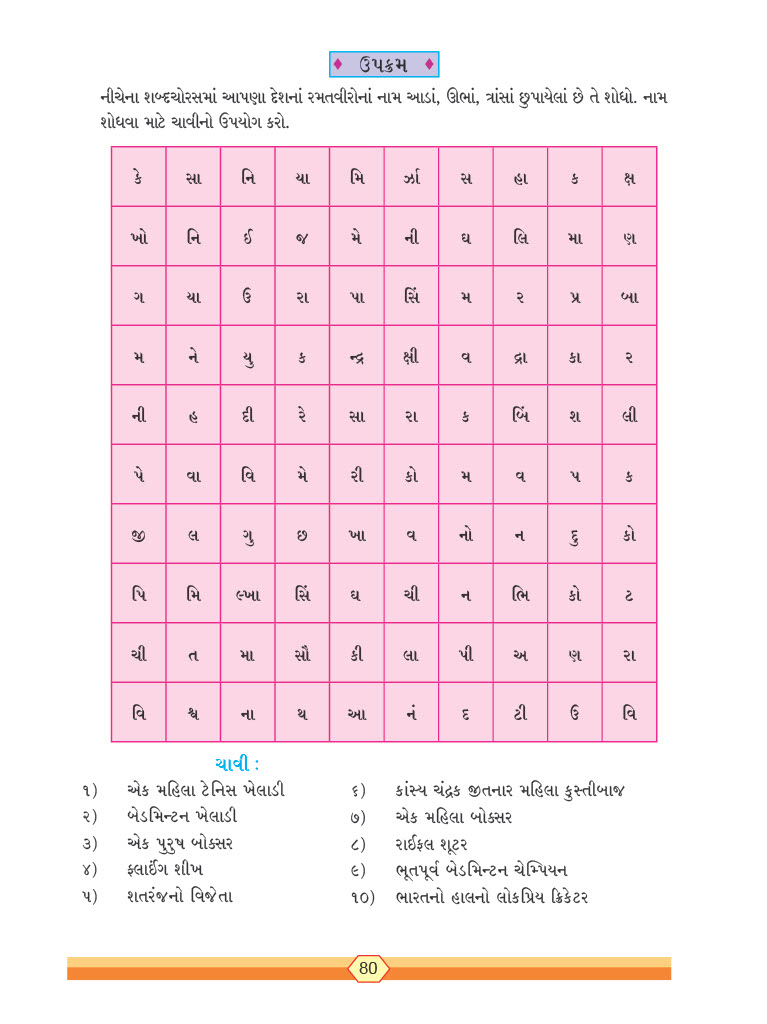 ઉપક્રમ
નીચેના શબ્દચોરસમાં આપણા દેશનાં રમતવીરોનાં નામ આડાં, ઊભાં, ત્રાંસાં છુપાયેલાં છે તે શોધો. નામ
શોધવા માટે ચાવીનો ઉપયોગ કરો.
કે સા નિ યા મિ ર્ઝા સ હા ક ક્ષ
ખો નિ ઈ જ મે ની ઘ લિ મા ણ
ગ યા ઉ રા પા સિં મ ર પ્ર બા
મ ને યુ ક ન્દ્ર ક્ષી વ દ્રા કા ર
ની હ દી રે સા રા ક બિં શ લી
પે વા વિ મે રી કો મ વ પ ક
જી લ ગુ છ ખા વ નો ન દુ કો
પિ મિ લ્ખા સિં ઘ ચી ન ભિ કો ટ
ચી ત મા સૌ કી લા પી અ ણ રા
વિ શ્વ ના થ આ નં દ ટી ઉ વિ
ચાવી :
૧) એક મહિલા ટેનિસ ખેલાડી
૨) બેડમિન્ટન ખેલાડી
૩) એક પુરુષ બોક્સર
૪) ફ્લાઈંગ શીખ
૫) શતરંજનો વિજેતા
૬) કાંસ્ય ચંદ્રક જીતનાર મહિલા કુસ્તીબાજ
૭) એક મહિલા બોક્સર
૮) રાઈફલ શૂટર
૯) ભૂતપૂર્વ બેડમિન્ટન ચેમ્પિયન
૧૦) ભારતનો હાલનો લોકપ્રિય ક્રિકેટર
80